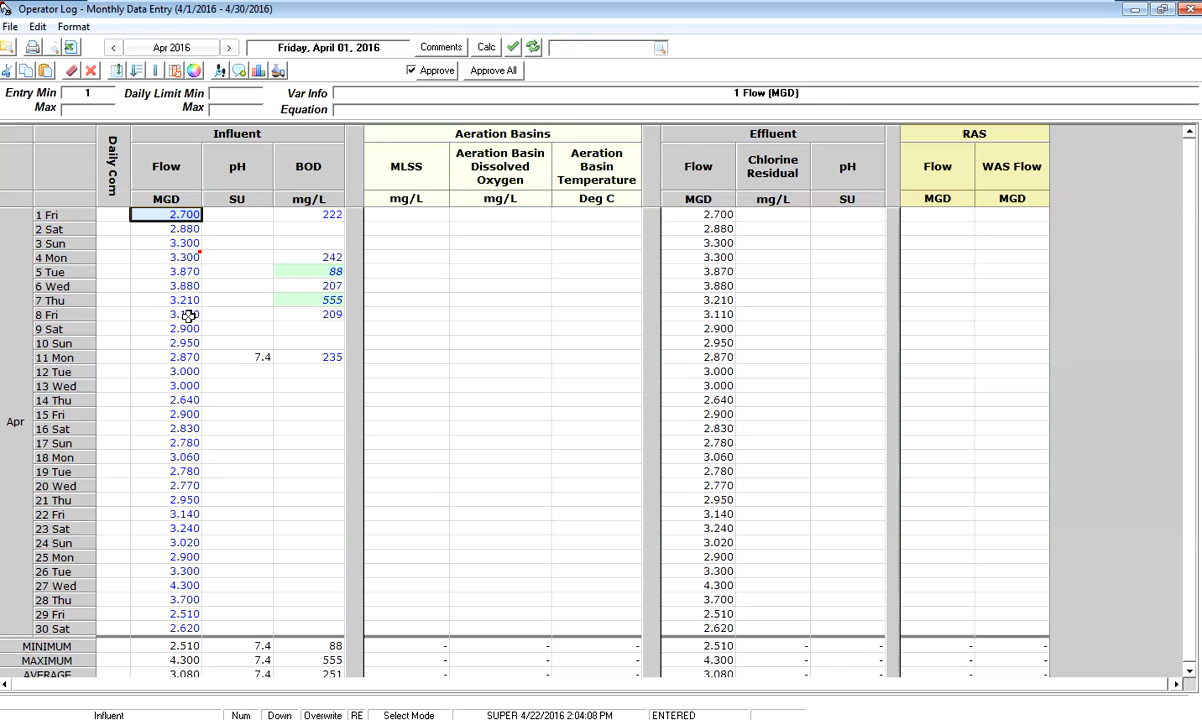 Operator Log - Monthly Data Entry (4/1/2016 - 4/30/2016)
File Edit Format
< Apr 2016 > Friday, April 01, 2016 Comments Calc
Approve Approve All
Entry Min 1 Daily Limit Min Var Info 1 Flow (MGD)
Max Max Equation
Daily Com Influent Aeration Basins Effluent RAS
Flow pH BOD MLSS Aeration Basin Dissolved Oxygen Aeration Basin Temperature Flow Chlorine Residual pH Flow WAS Flow
MGD SU mg/L mg/L mg/L Deg C MGD mg/L SU MGD MGD
Apr
1 Fri 2.700 222 2.700
2 Sat 2.880 2.880
3 Sun 3.300 3.300
4 Mon 3.300 242 3.300
5 Tue 3.870 88 3.870
6 Wed 3.880 207 3.880
7 Thu 3.210 555 3.210
8 Fri 209 3.110
9 Sat 2.900 2.900
10 Sun 2.950 2.950
11 Mon 2.870 7.4 235 2.870
12 Tue 3.000 3.000
13 Wed 3.000 3.000
14 Thu 2.640 2.640
15 Fri 2.900 2.900
16 Sat 2.830 2.830
17 Sun 2.780 2.780
18 Mon 3.060 3.060
19 Tue 2.780 2.780
20 Wed 2.770 2.770
21 Thu 2.950 2.950
22 Fri 3.140 3.140
23 Sat 3.240 3.240
24 Sun 3.020 3.020
25 Mon 2.900 2.900
26 Tue 3.300 3.300
27 Wed 4.300 4.300
28 Thu 3.700 3.700
29 Fri 2.510 2.510
30 Sat 2.620 2.620
MINIMUM 2.510 7.4 88 - - - 2.510 - - - -
MAXIMUM 4.300 7.4 555 - - - 4.300 - - - -
AVERAGE 3.080 7.4 251 - - - 3.080 - - - -
Influent Num Down Overwrite RE Select Mode SUPER 4/22/2016 2:04:08 PM ENTERED